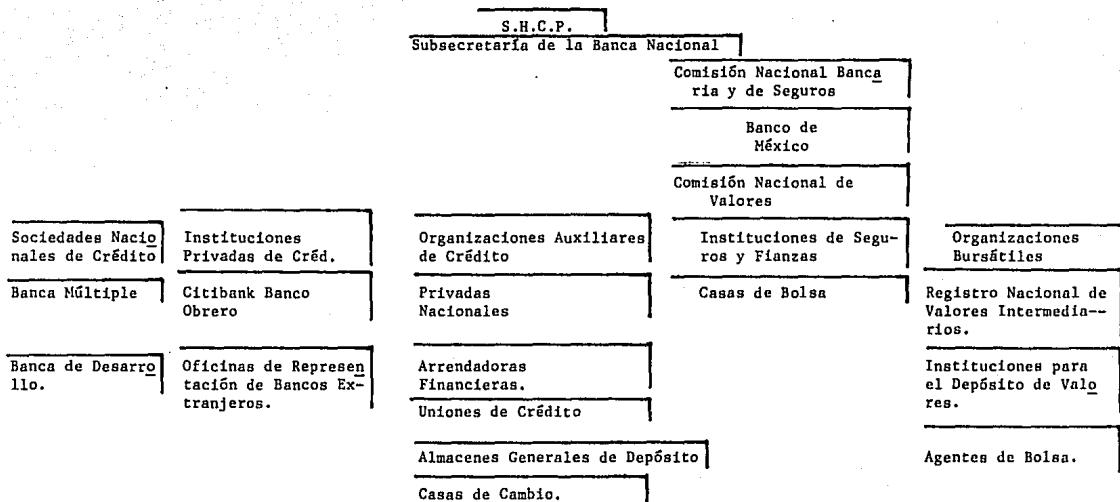 S.H.C.P.
Subsecretaría de la Banca Nacional
Comisión Nacional Banca
ria y de Seguros
Banco de
México
Comisión Nacional de
Valores
Sociedades Nacio
nales de Crédito
Banca Múltiple
Banca de Desarro
llo.
Instituciones
Privadas de Créd.
Citibank Banco
Obrero
Oficinas de Represen
tación de Bancos Ex-
tranjeros.
Organizaciones Auxiliares
de Crédito
Privadas
Nacionales
Arrendadoras
Financieras.
Uniones de Crédito
Almacenes Generales de Depósito
Casas de Cambio.
Instituciones de Segu-
ros y Fianzas
Casas de Bolsa
Organizaciones
Bursátiles
Registro Nacional de
Valores Intermedia--
rios.
Instituciones para
el Depósito de Valo
res.
Agentes de Bolsa.